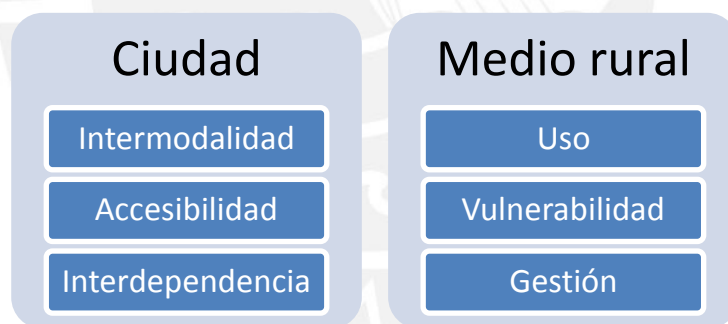 Ciudad
Intermodalidad
Accesibilidad
Interdependencia
Medio rural
Uso
Vulnerabilidad
Gestión